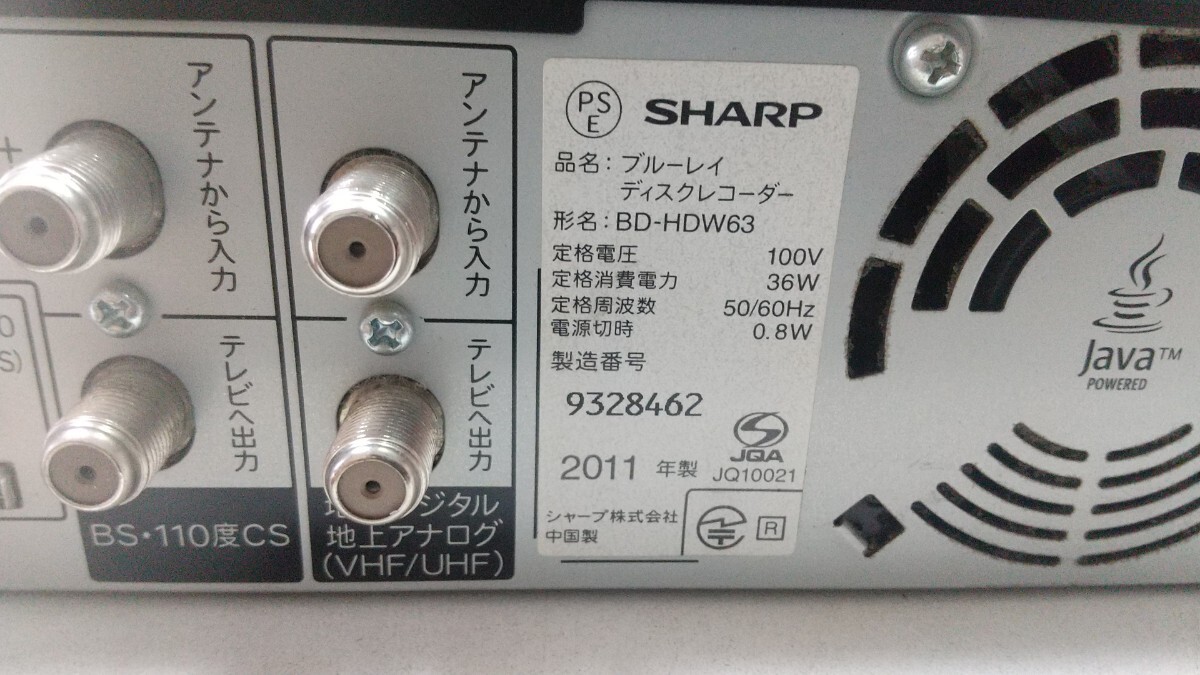 アンテナから入力
テレビへ出力
BS・110度CS
アンテナから入力
テレビへ出力
ジタル
地上アナログ
(VHF/UHF)
PS
E
SHARP
品名: ブルーレイ
ディスクレコーダー
形名: BD-HDW63
定格電圧 100V
定格消費電力 36W
定格周波数 50/60Hz
電源切時 0.8W
製造番号
9328462
2011 年製
JQA
JQ10021
シャープ株式会社
中国製
R
Java™
POWERED